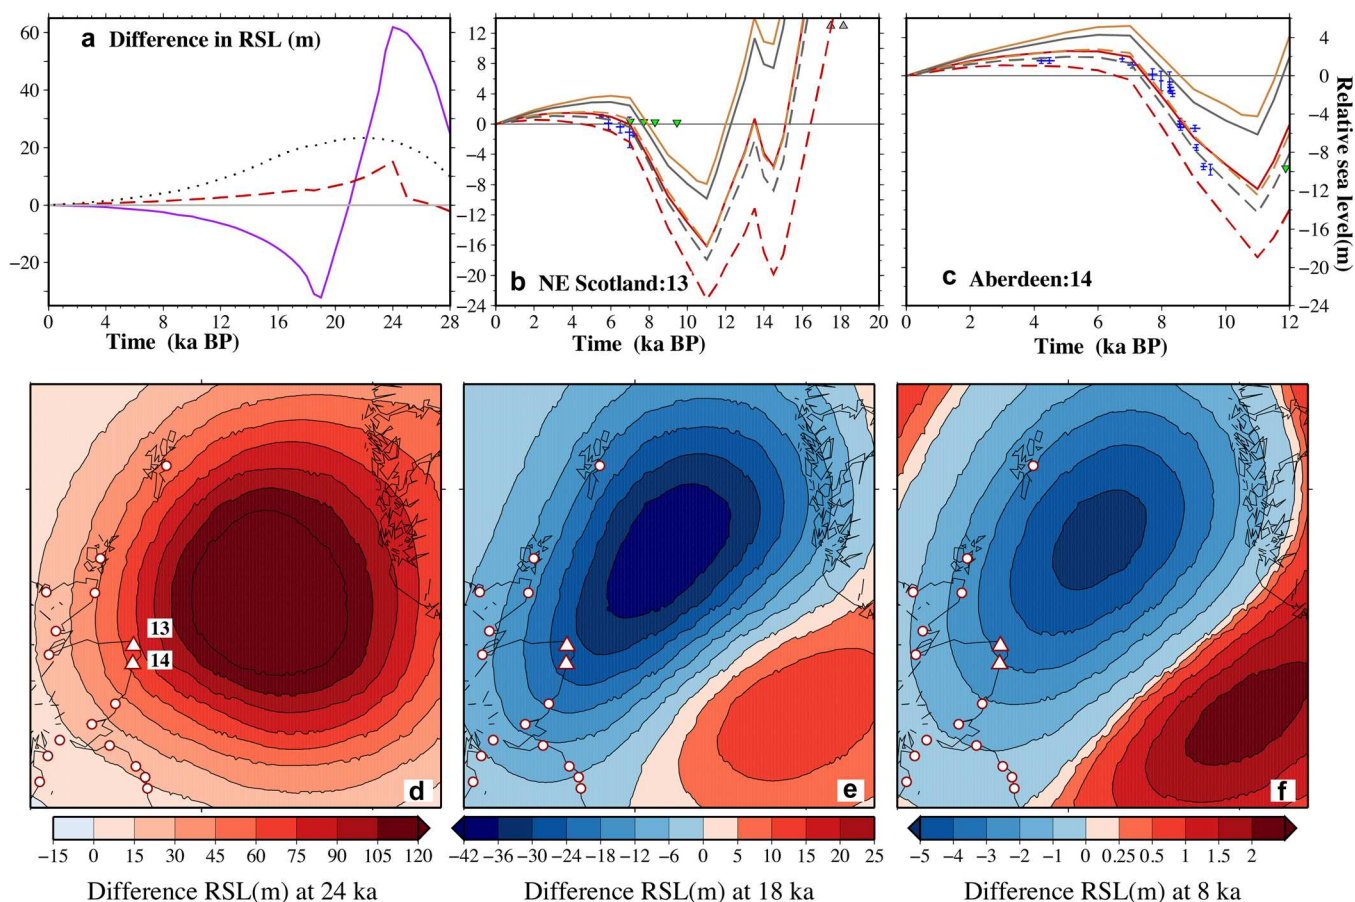 a Difference in RSL (m)
60
40
20
0
−20
0 4 8 12 16 20 24 28
Time (ka BP)
12
8
4
0
−4
−8
−12
−16
−20
−24
b NE Scotland:13
0 2 4 6 8 10 12 14 16 18 20
Time (ka BP)
c Aberdeen:14
4
0
−4
−8
−12
−16
−20
−24
Relative sea level(m)
0 2 4 6 8 10 12
Time (ka BP)
13
14
d
e
f
−15 0 15 30 45 60 75 90 105 120
Difference RSL(m) at 24 ka
−42 −36 −30 −24 −18 −12 −6 0 5 10 15 20 25
Difference RSL(m) at 18 ka
−5 −4 −3 −2 −1 0 0.25 0.5 1 1.5 2
Difference RSL(m) at 8 ka